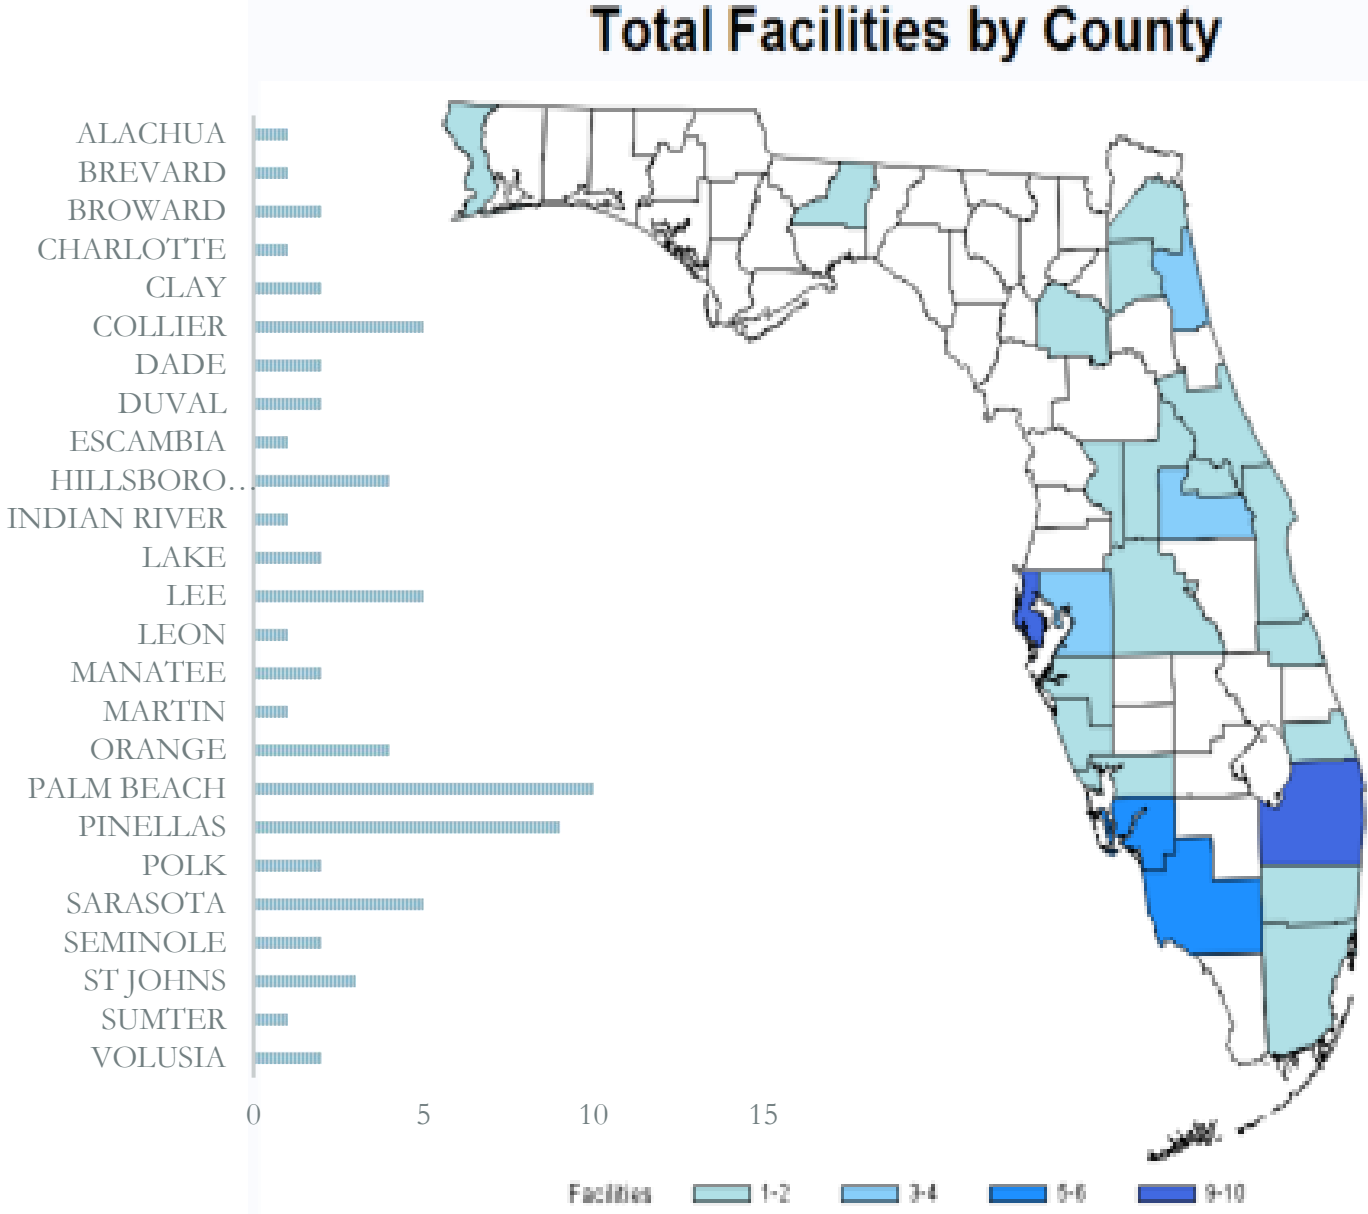 Total Facilities by County
ALACHUA
BREVARD
BROWARD
CHARLOTTE
CLAY
COLLIER
DADE
DUVAL
ESCAMBIA
HILLSBORO...
INDIAN RIVER
LAKE
LEE
LEON
MANATEE
MARTIN
ORANGE
PALM BEACH
PINELLAS
POLK
SARASOTA
SEMINOLE
ST JOHNS
SUMTER
VOLUSIA
0 5 10 15
Facilities 1-2 3-4 5-6 9-10